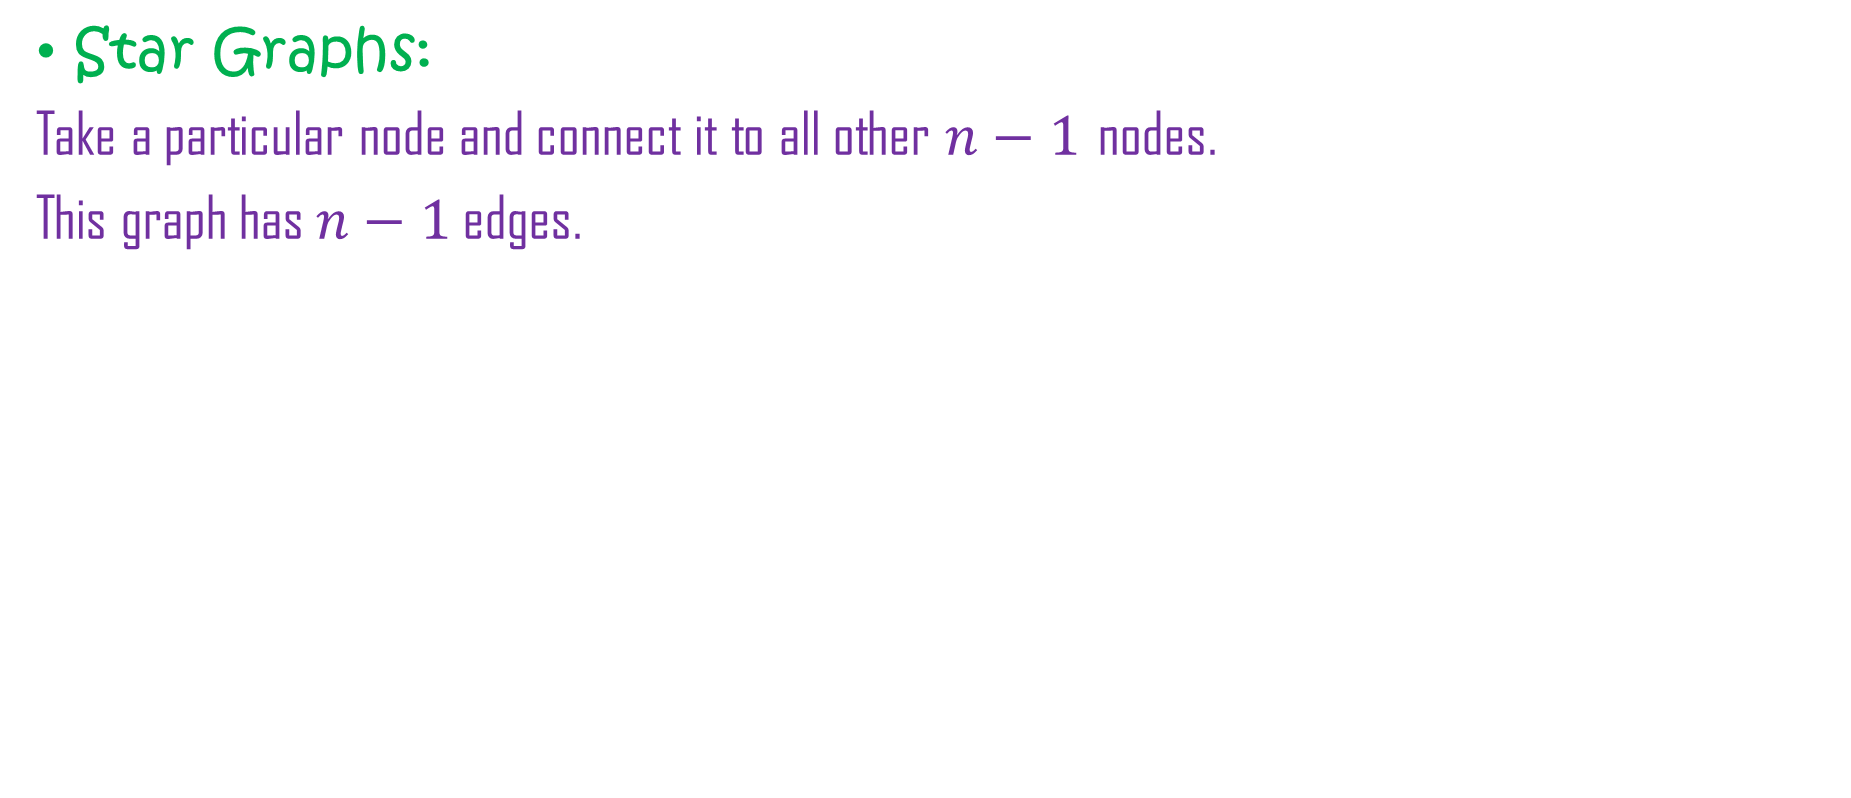 • Star Graphs:
Take a particular node and connect it to all other n − 1 nodes.
This graph has n − 1 edges.